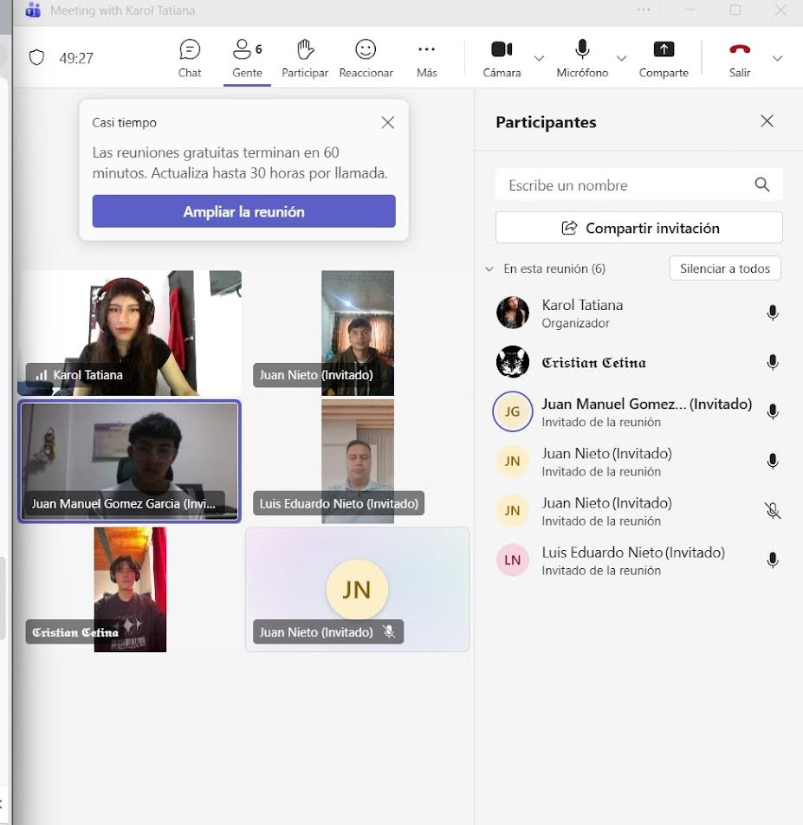 Meeting with Karol Tatiana
49:27
Chat
6
Gente
Participar
Reaccionar
Más
Cámara
Micrófono
Comparte
Salir
Casi tiempo
Las reuniones gratuitas terminan en 60
minutos. Actualiza hasta 30 horas por llamada.
Ampliar la reunión
Karol Tatiana
Juan Nieto (Invitado)
Juan Manuel Gomez Garcia (Invi...
Luis Eduardo Nieto (Invitado)
𝕮𝖗𝖎𝖘𝖙𝖎𝖆𝖓 𝕮𝖊𝖙𝖎𝖓𝖆
JN
Juan Nieto (Invitado)
Participantes
Escribe un nombre
Compartir invitación
En esta reunión (6)
Silenciar a todos
Karol Tatiana
Organizador
𝕮𝖗𝖎𝖘𝖙𝖎𝖆𝖓 𝕮𝖊𝖙𝖎𝖓𝖆
JG
Juan Manuel Gomez... (Invitado)
Invitado de la reunión
JN
Juan Nieto (Invitado)
Invitado de la reunión
JN
Juan Nieto (Invitado)
Invitado de la reunión
LN
Luis Eduardo Nieto (Invitado)
Invitado de la reunión